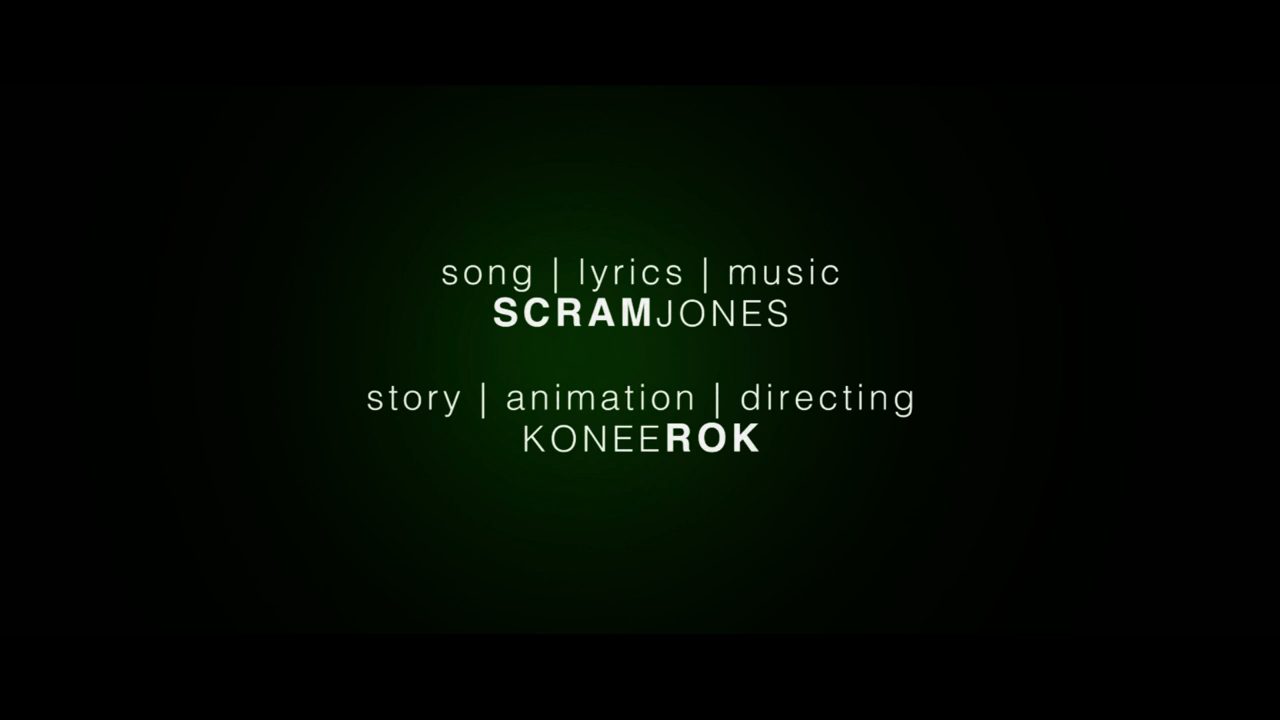 song | lyrics | music
SCRAMJONES
story | animation | directing
KONEEROK